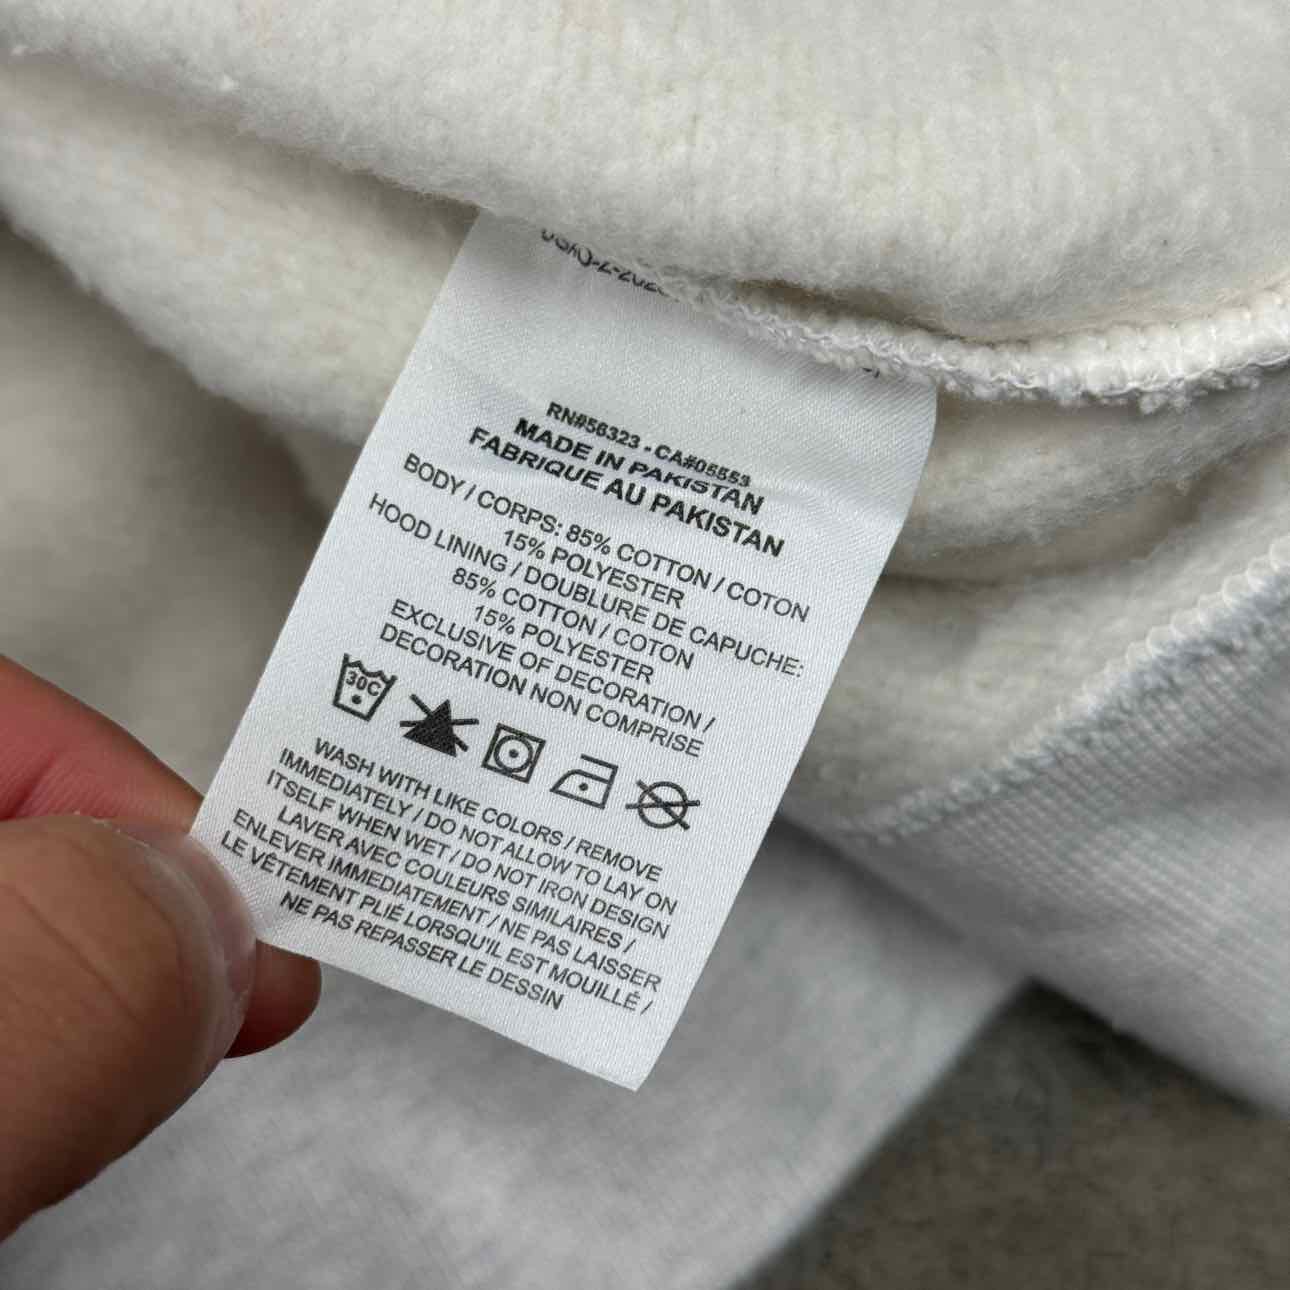 RN#56323 - CA#05553
MADE IN PAKISTAN
FABRIQUE AU PAKISTAN
BODY / CORPS: 85% COTTON / COTON
15% POLYESTER
HOOD LINING / DOUBLURE DE CAPUCHE:
85% COTTON / COTON
15% POLYESTER
EXCLUSIVE OF DECORATION /
DECORATION NON COMPRISE
30C
WASH WITH LIKE COLORS / REMOVE
IMMEDIATELY / DO NOT ALLOW TO LAY ON
ITSELF WHEN WET / DO NOT IRON DESIGN
LAVER AVEC COULEURS SIMILAIRES /
ENLEVER IMMEDIATEMENT / NE PAS LAISSER
LE VÊTEMENT PLIÉ LORSQU'IL EST MOUILLÉ /
NE PAS REPASSER LE DESSIN